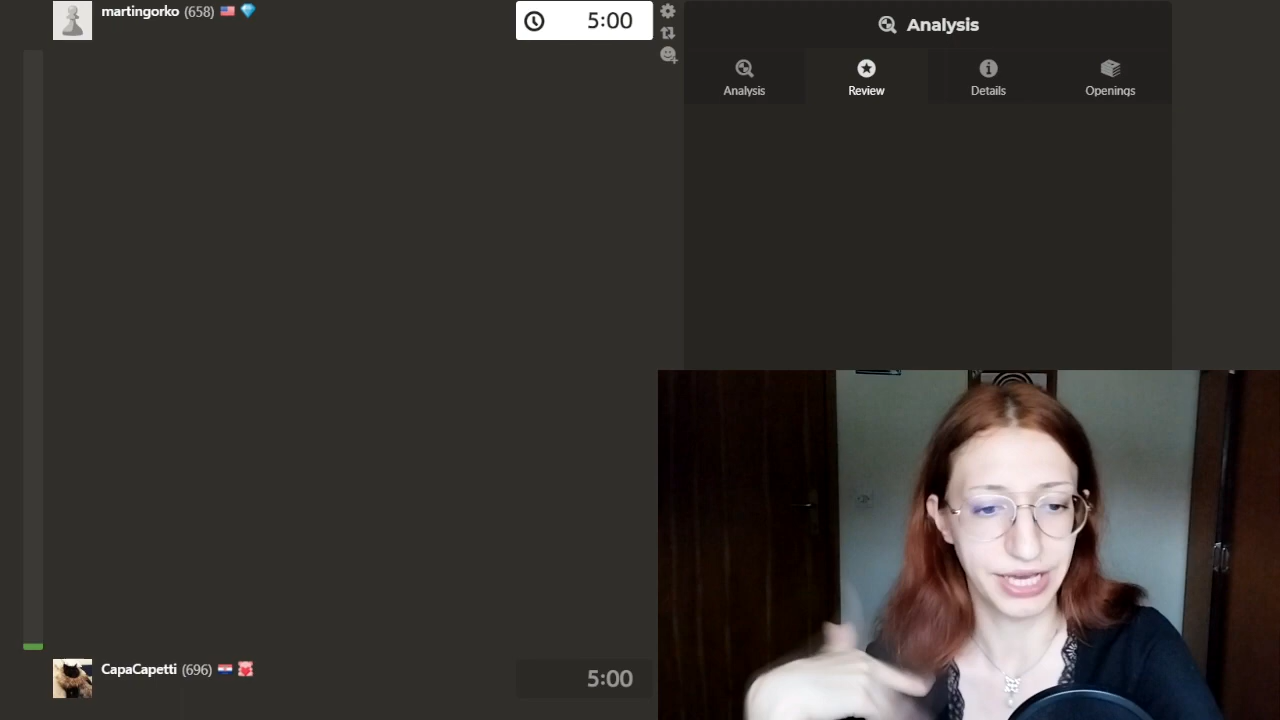 martingorko (658)
5:00
Analysis
Analysis
Review
Details
Openings
CapaCapetti (696)
5:00